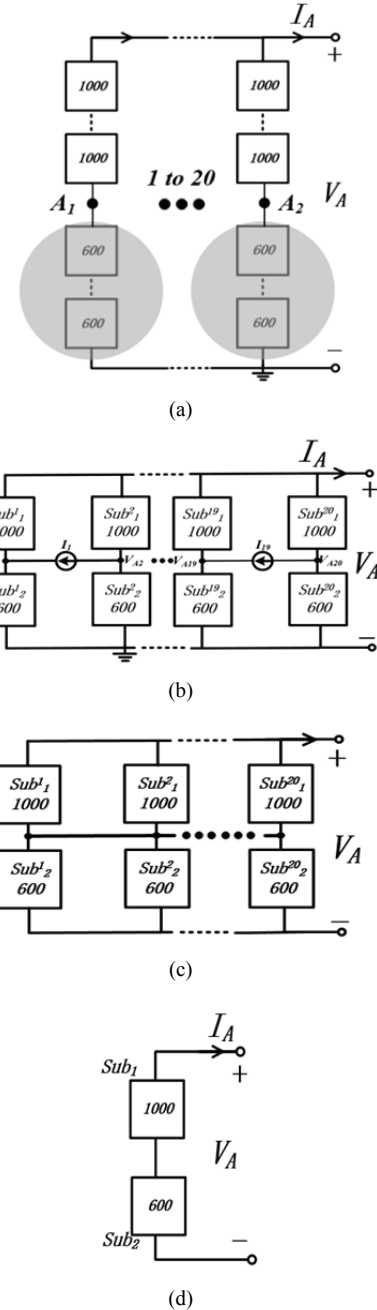 I_A
+
1000 1000
1000 1000
1 to 20
A_1 A_2
V_A
600 600
600 600
−
(a)
I_A
+
ub^1_1 Sub^2_1 Sub^19_1 Sub^20_1
000 1000 1000 1000
I_1 V_A2 V_A19 I_19 V_A20
V_A
ub^1_2 Sub^2_2 Sub^19_2 Sub^20_2
600 600 600 600
−
(b)
+
Sub^1_1 Sub^2_1 Sub^20_1
1000 1000 1000
V_A
Sub^1_2 Sub^2_2 Sub^20_2
600 600 600
−
(c)
I_A
Sub_1
+
1000
V_A
600
Sub_2
−
(d)